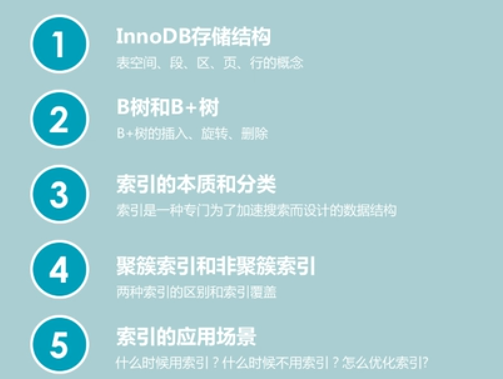 1
InnoDB存储结构
表空间、段、区、页、行的概念
2
B树和B+树
B+树的插入、旋转、删除
3
索引的本质和分类
索引是一种专门为了加速搜索而设计的数据结构
4
聚簇索引和非聚簇索引
两种索引的区别和索引覆盖
5
索引的应用场景
什么时候用索引？什么时候不用索引？怎么优化索引?